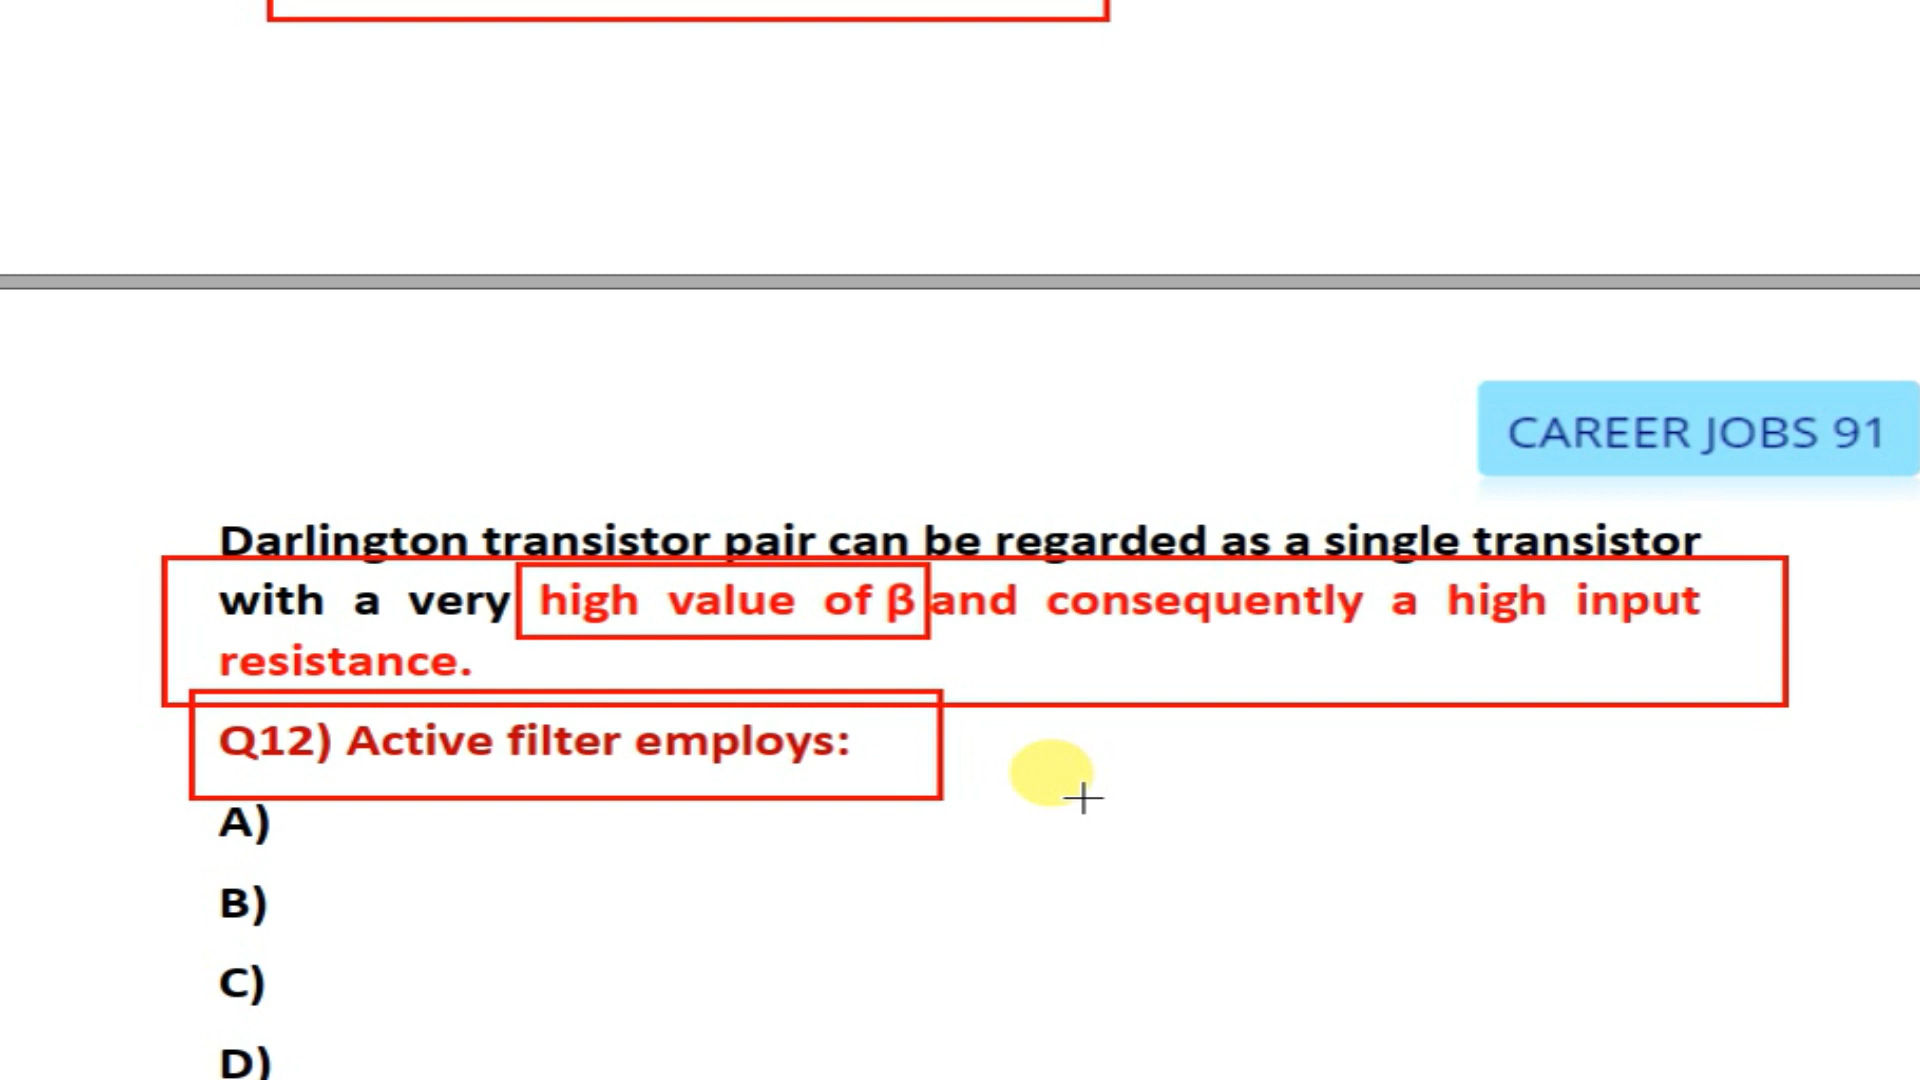 CAREER JOBS 91
Darlington transistor pair can be regarded as a single transistor
with a very high value of β and consequently a high input
resistance.
Q12) Active filter employs:
A)
B)
C)
D)